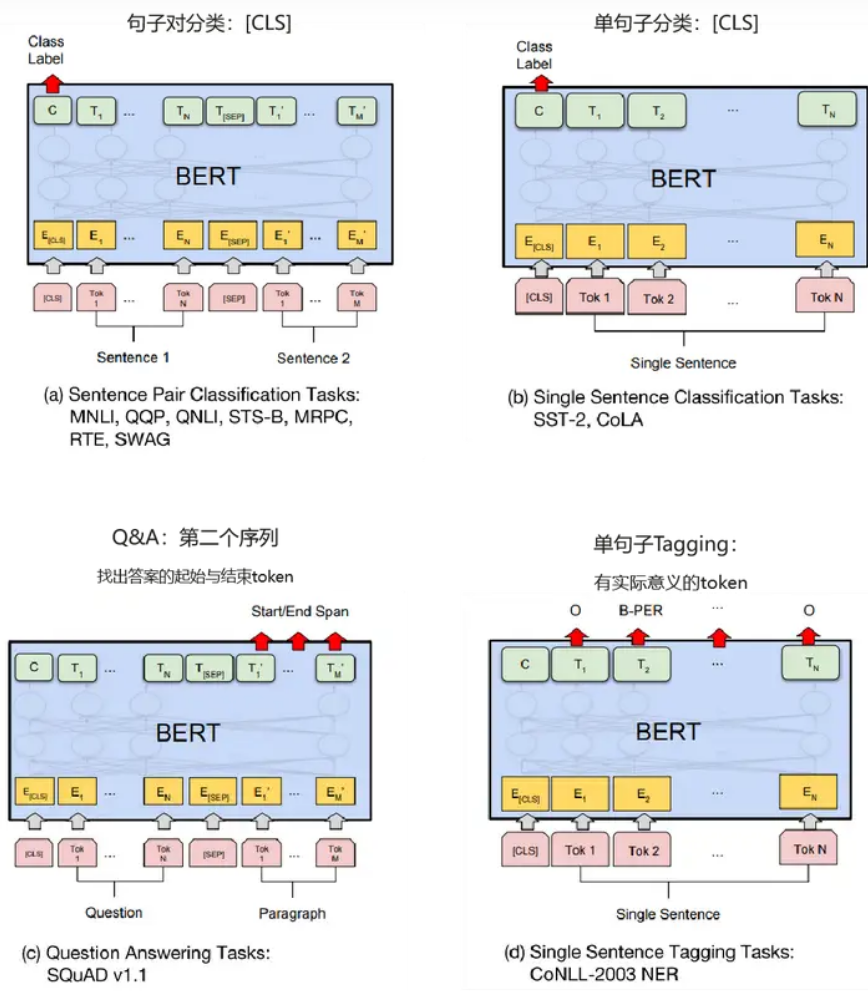 句子对分类：[CLS]
Class
Label
C T1 ... TN T[SEP] T1' ... TM'
BERT
E[CLS] E1 ... EN E[SEP] E1' ... EM'
[CLS] Tok 1 ... Tok N [SEP] Tok 1 ... Tok M
Sentence 1 Sentence 2
(a) Sentence Pair Classification Tasks:
MNLI, QQP, QNLI, STS-B, MRPC,
RTE, SWAG
单句子分类：[CLS]
Class
Label
C T1 T2 ... TN
BERT
E[CLS] E1 E2 ... EN
[CLS] Tok 1 Tok 2 ... Tok N
Single Sentence
(b) Single Sentence Classification Tasks:
SST-2, CoLA
Q&A：第二个序列
找出答案的起始与结束token
Start/End Span
C T1 ... TN T[SEP] T1' ... TM'
BERT
E[CLS] E1 ... EN E[SEP] E1' ... EM'
[CLS] Tok 1 ... Tok N [SEP] Tok 1 ... Tok M
Question Paragraph
(c) Question Answering Tasks:
SQuAD v1.1
单句子Tagging：
有实际意义的token
O B-PER ... O
C T1 T2 ... TN
BERT
E[CLS] E1 E2 ... EN
[CLS] Tok 1 Tok 2 ... Tok N
Single Sentence
(d) Single Sentence Tagging Tasks:
CoNLL-2003 NER